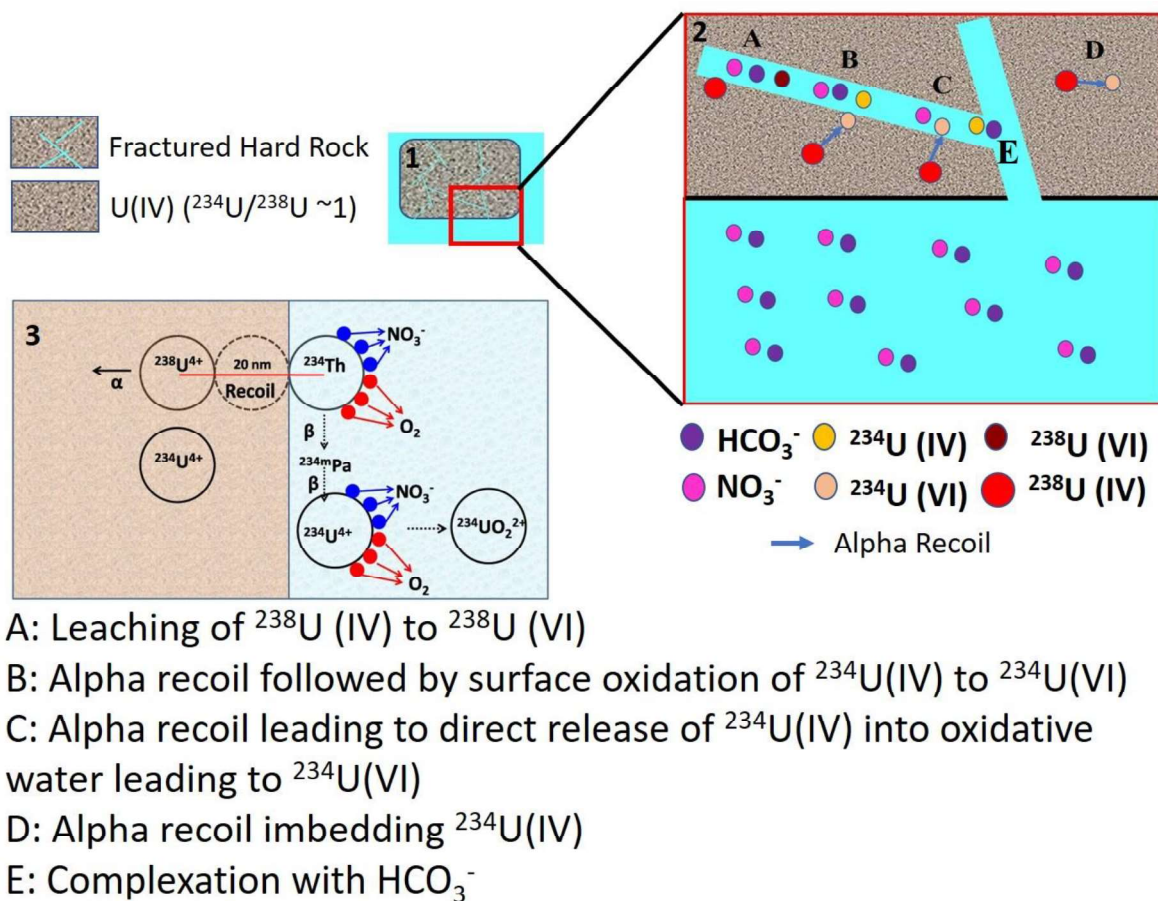 Fractured Hard Rock
U(IV) (²³⁴U/²³⁸U ~1)
1
2
A
B
C
D
E
3
²³⁸U⁴⁺
α
20 nm
Recoil
²³⁴Th
NO₃⁻
O₂
β
²³⁴ᵐPa
β
²³⁴U⁴⁺
²³⁴U⁴⁺
NO₃⁻
²³⁴UO₂²⁺
O₂
HCO₃⁻ ²³⁴U (IV) ²³⁸U (VI)
NO₃⁻ ²³⁴U (VI) ²³⁸U (IV)
Alpha Recoil
A: Leaching of ²³⁸U (IV) to ²³⁸U (VI)
B: Alpha recoil followed by surface oxidation of ²³⁴U(IV) to ²³⁴U(VI)
C: Alpha recoil leading to direct release of ²³⁴U(IV) into oxidative
water leading to ²³⁴U(VI)
D: Alpha recoil imbedding ²³⁴U(IV)
E: Complexation with HCO₃⁻